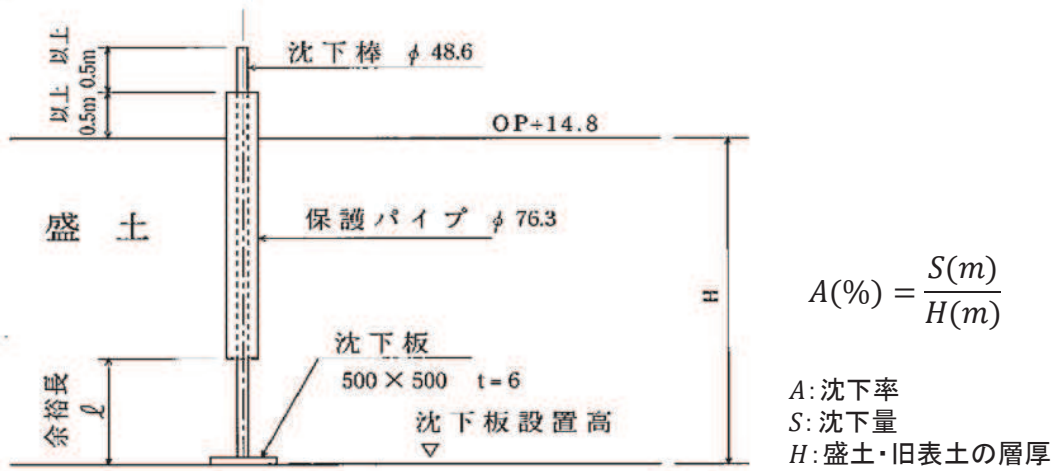 以上
0.5m
以上
0.5m
沈下棒 φ 48.6
OP+14.8
盛 土
保護パイプ φ 76.3
H
沈下板
500 × 500 t = 6
余裕長
ℓ
沈下板設置高
A(%) = S(m) / H(m)
A: 沈下率
S: 沈下量
H: 盛土・旧表土の層厚